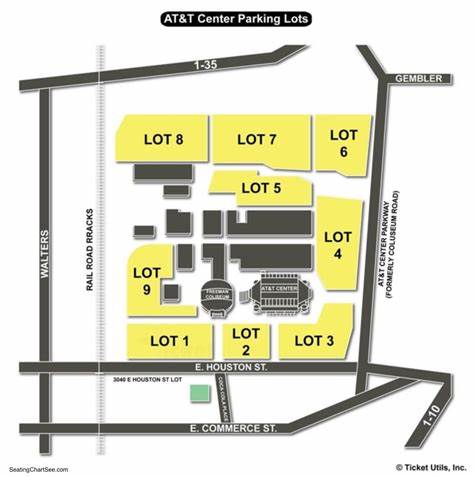 AT&T Center Parking Lots
1-35
GEMBLER
LOT 8
LOT 7
LOT
6
LOT 5
WALTERS
RAIL ROAD RRACKS
AT&T CENTER PARKWAY
(FORMERLY COLISEUM ROAD)
LOT
4
LOT
9
FREEMAN
COLISEUM
AT&T CENTER
LOT 1
LOT
2
LOT 3
E. HOUSTON ST.
3040 E HOUSTON ST LOT
COCA COLA PLACE
1-10
E. COMMERCE ST.
SeatingChartSee.com
© Ticket Utils, Inc.